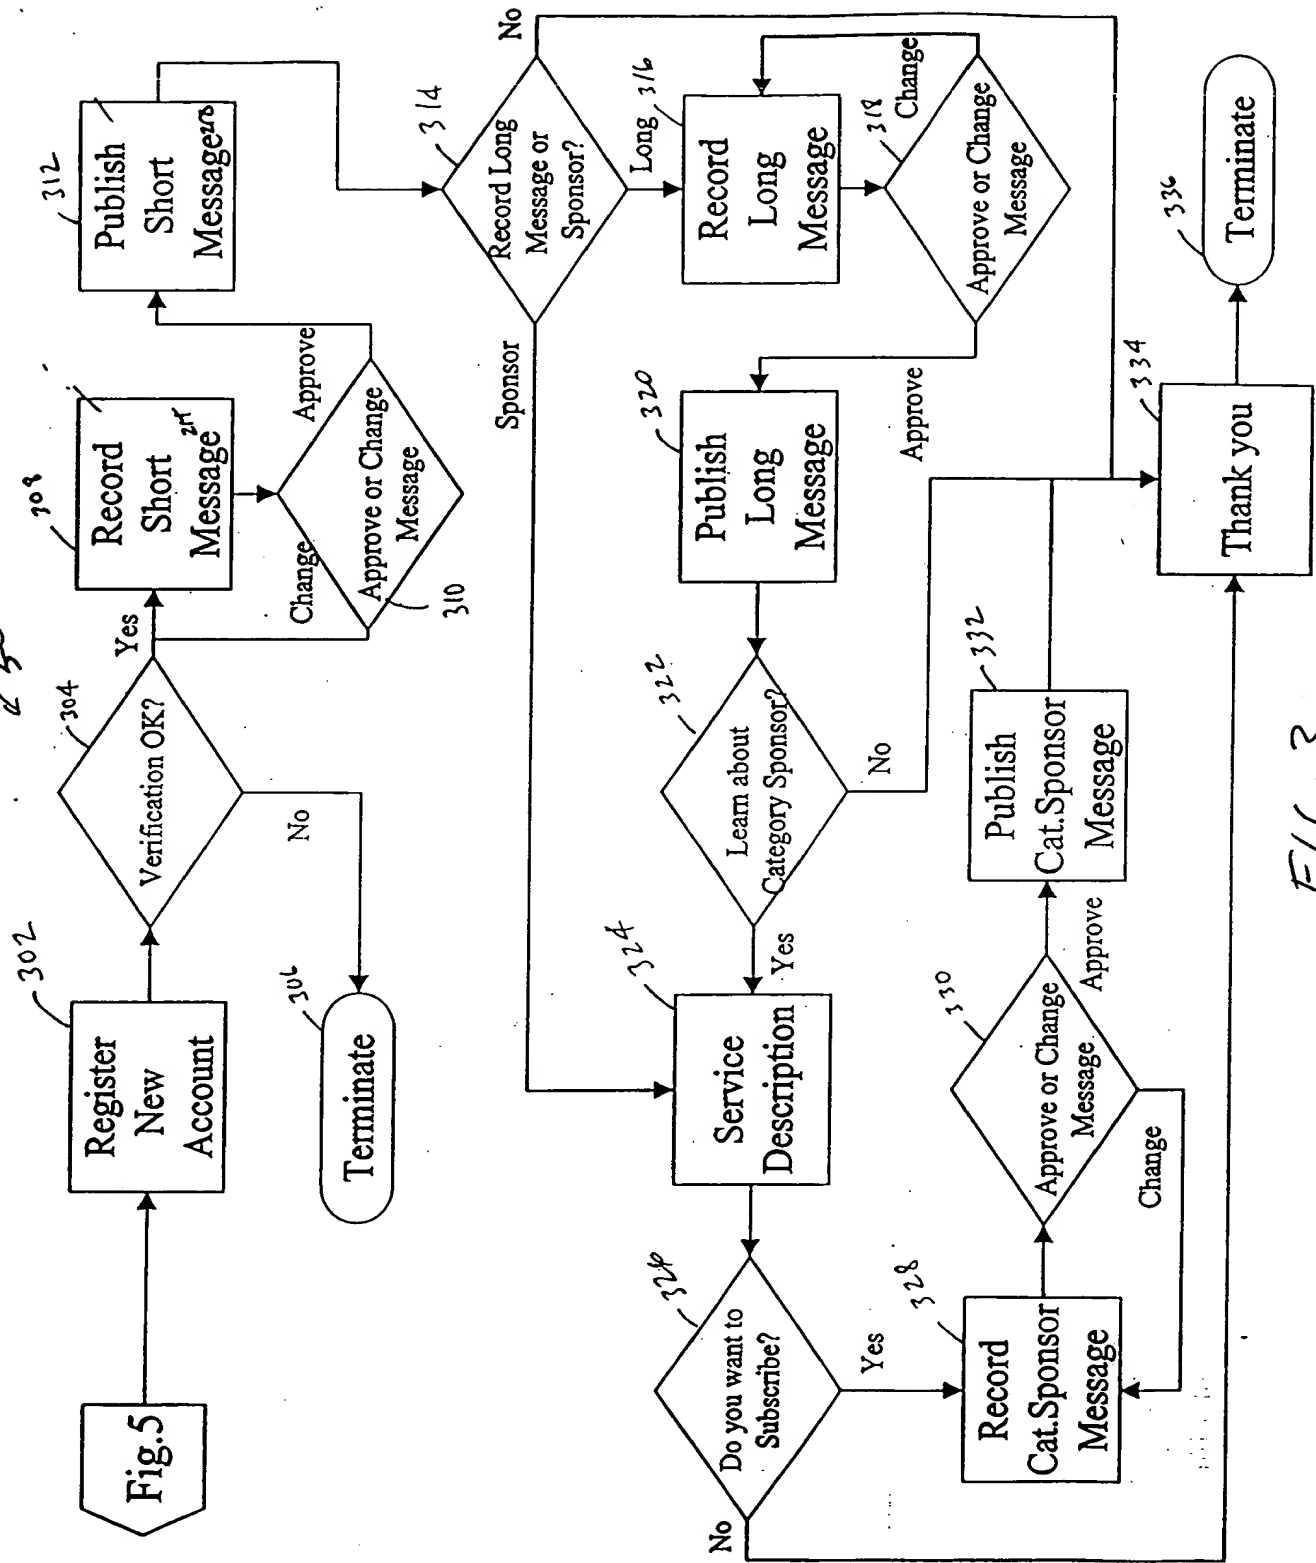 Fig.5
302
Register
New
Account
304
Verification OK?
Yes
No
306
Terminate
308
Record
Short
Message
Change
310
Approve or Change
Message
Approve
312
Publish
Short
Message
314
Record Long
Message or
Sponsor?
No
Long
Sponsor
316
Record
Long
Message
318
Approve or Change
Message
Change
Approve
320
Publish
Long
Message
322
Learn about
Category Sponsor?
No
Yes
324
Service
Description
326
Do you want to
Subscribe?
No
Yes
328
Record
Cat.Sponsor
Message
330
Approve or Change
Message
Change
Approve
332
Publish
Cat.Sponsor
Message
334
Thank you
336
Terminate
FIG 3